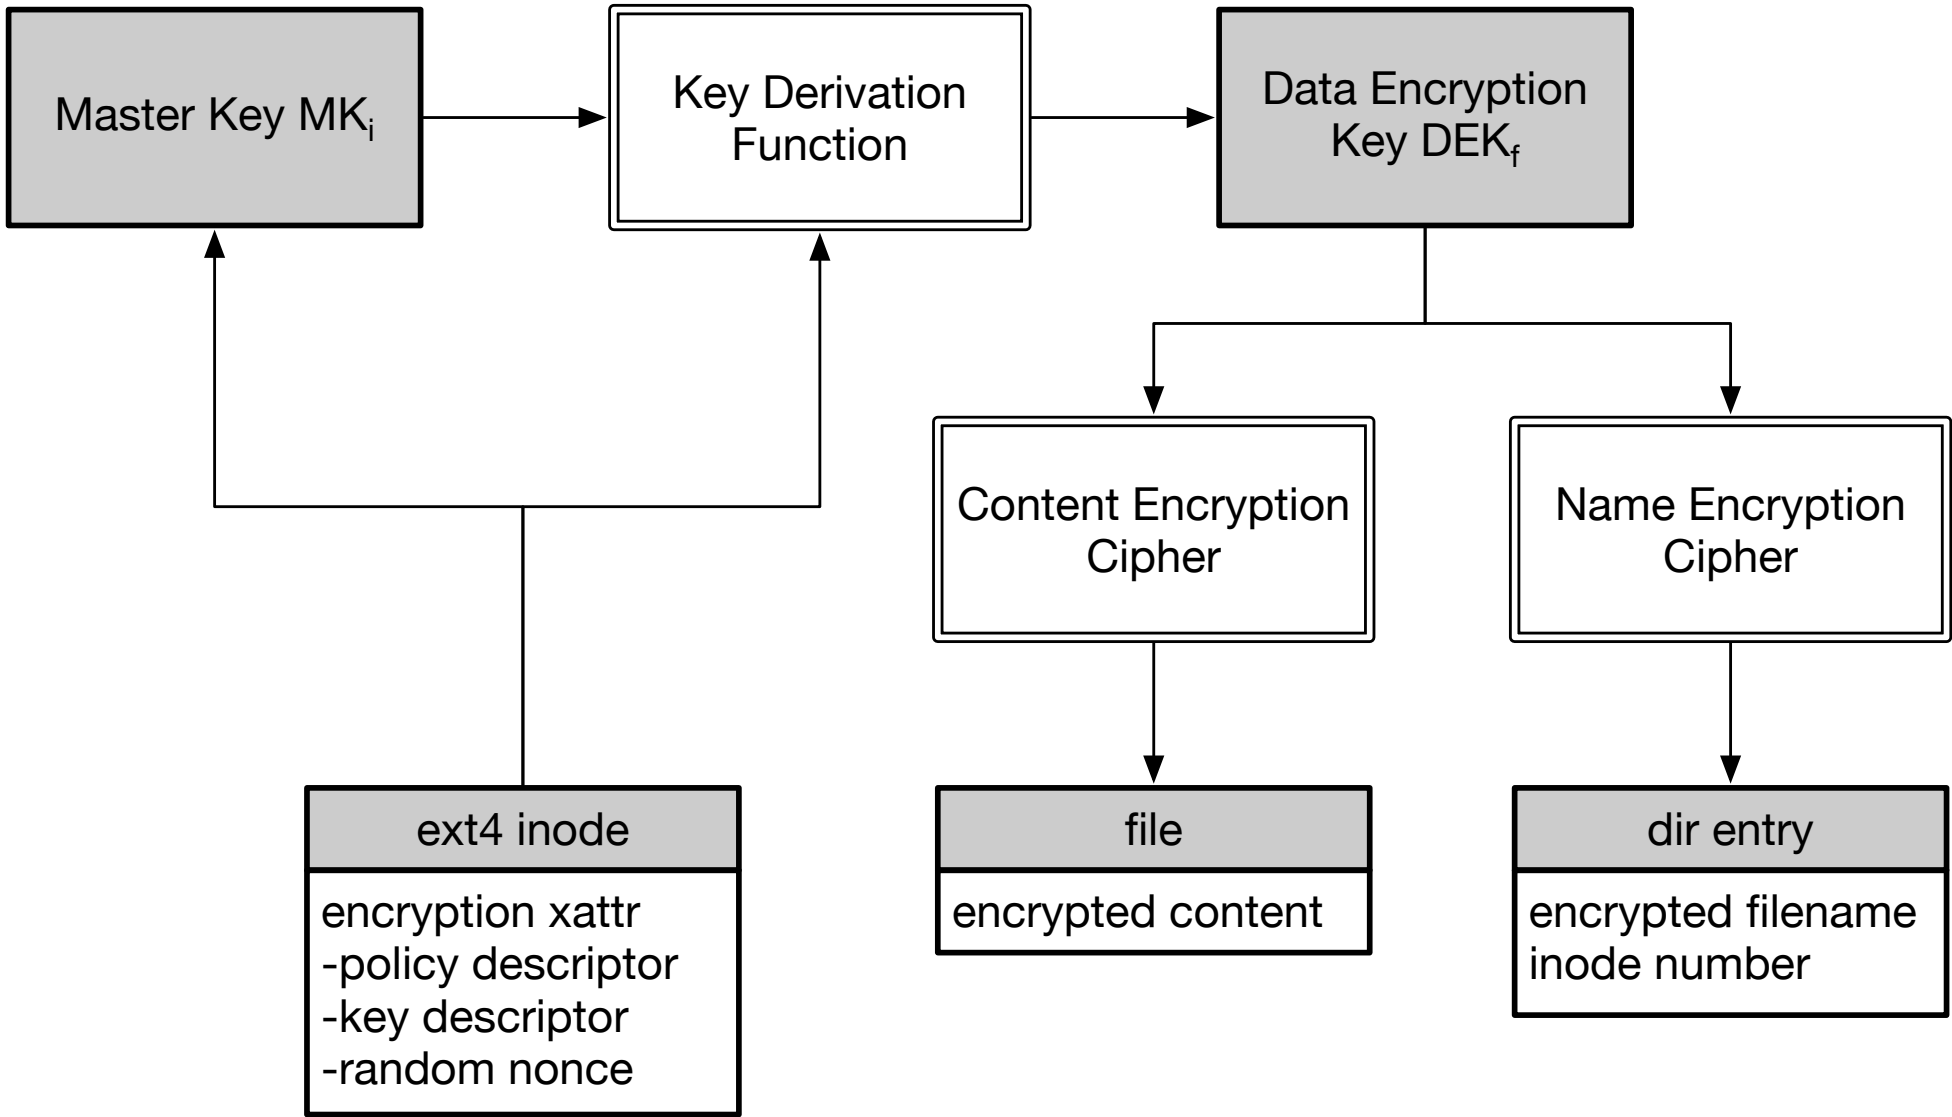 Master Key MKi
Key Derivation
Function
Data Encryption
Key DEKf
Content Encryption
Cipher
Name Encryption
Cipher
ext4 inode
encryption xattr
-policy descriptor
-key descriptor
-random nonce
file
encrypted content
dir entry
encrypted filename
inode number